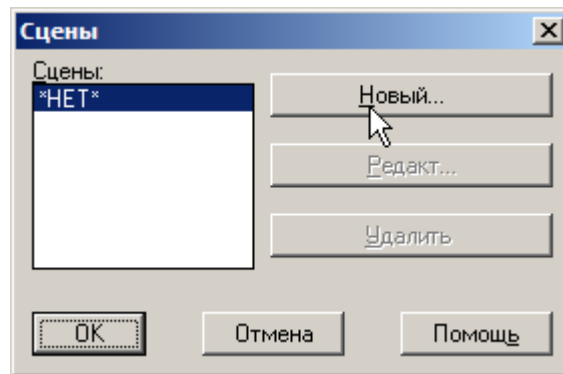 Сцены
Сцены:
*НЕТ*
Новый...
Редакт...
Удалить
OK
Отмена
Помощь